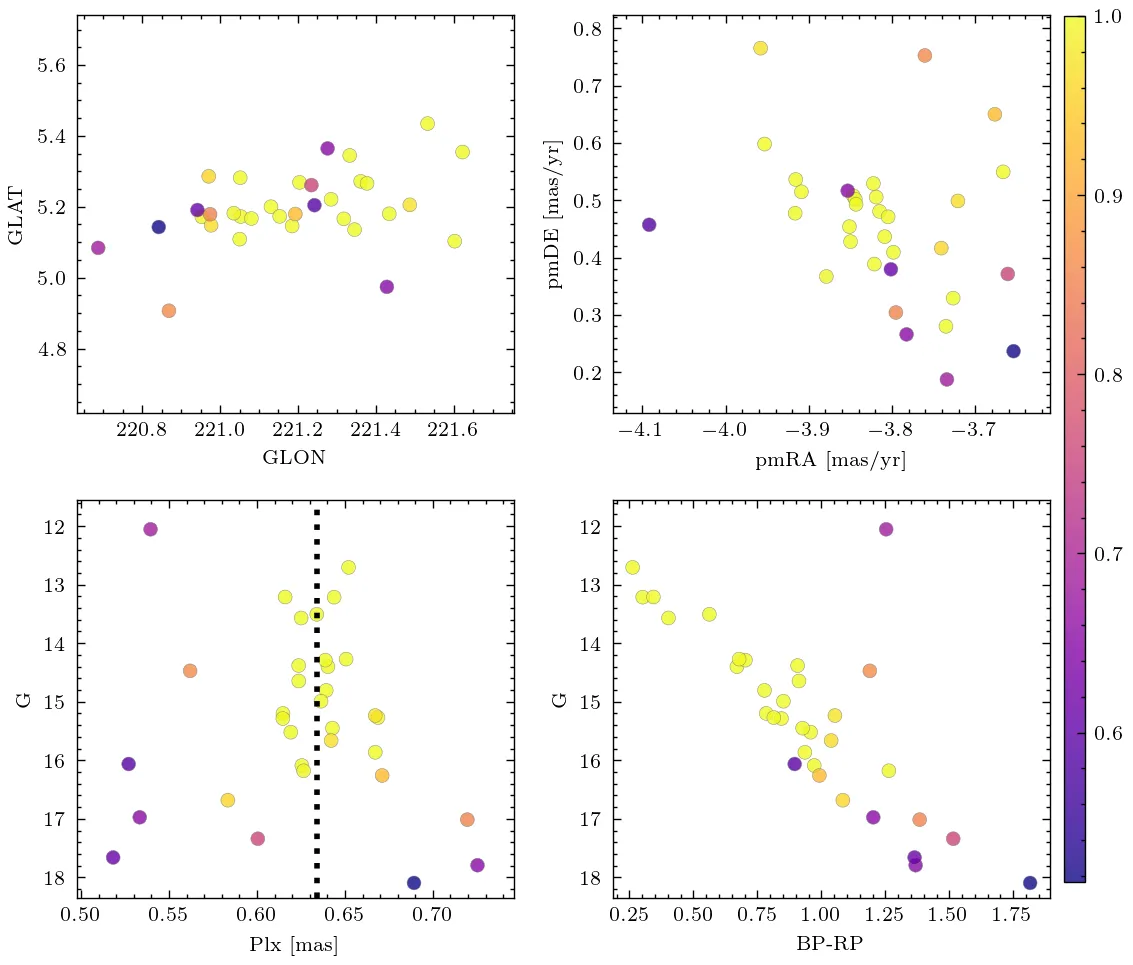 5.6
5.4
5.2
5.0
4.8
GLAT
220.8 221.0 221.2 221.4 221.6
GLON
0.8
0.7
0.6
0.5
0.4
0.3
0.2
pmDE [mas/yr]
−4.1 −4.0 −3.9 −3.8 −3.7
pmRA [mas/yr]
1.0
0.9
0.8
0.7
0.6
12
13
14
15
16
17
18
G
0.50 0.55 0.60 0.65 0.70
Plx [mas]
12
13
14
15
16
17
18
G
0.25 0.50 0.75 1.00 1.25 1.50 1.75
BP-RP